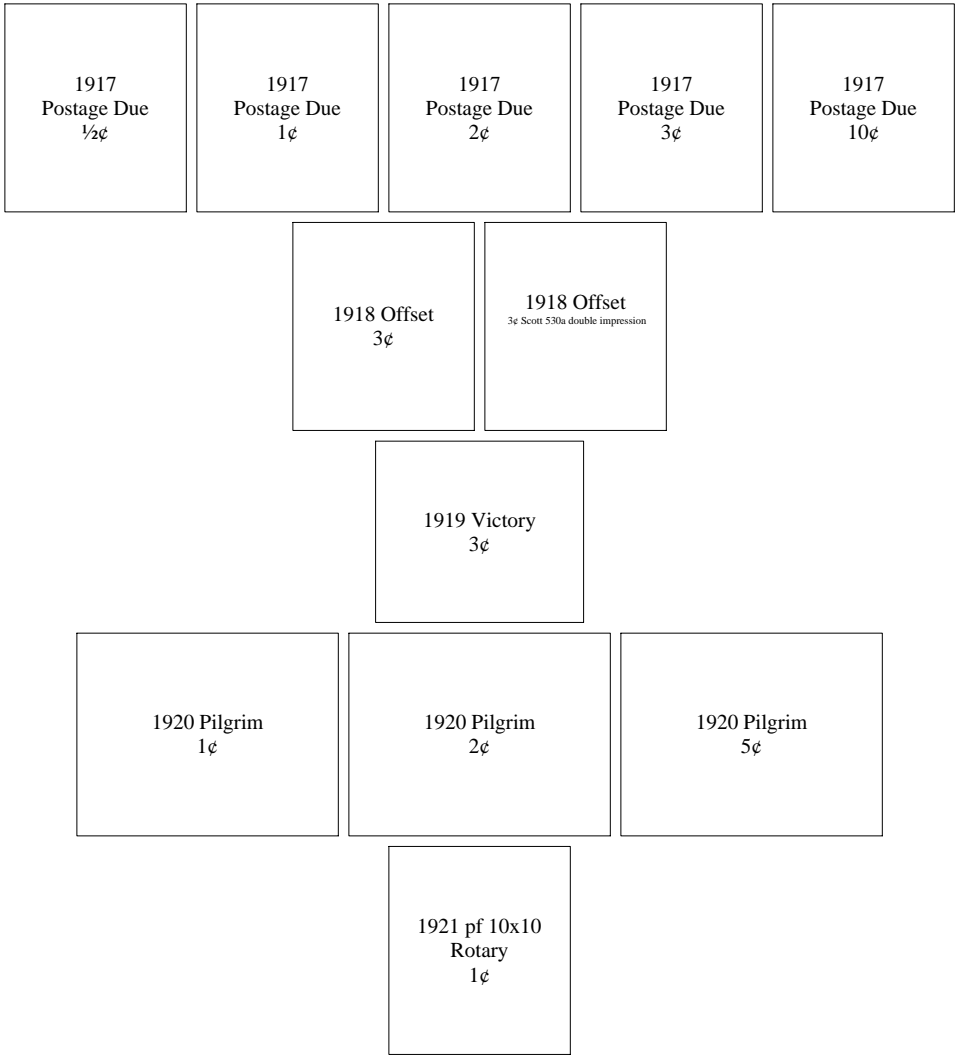 1917
Postage Due
½¢
1917
Postage Due
1¢
1917
Postage Due
2¢
1917
Postage Due
3¢
1917
Postage Due
10¢
1918 Offset
3¢
1918 Offset
3¢ Scott 530a double impression
1919 Victory
3¢
1920 Pilgrim
1¢
1920 Pilgrim
2¢
1920 Pilgrim
5¢
1921 pf 10x10
Rotary
1¢